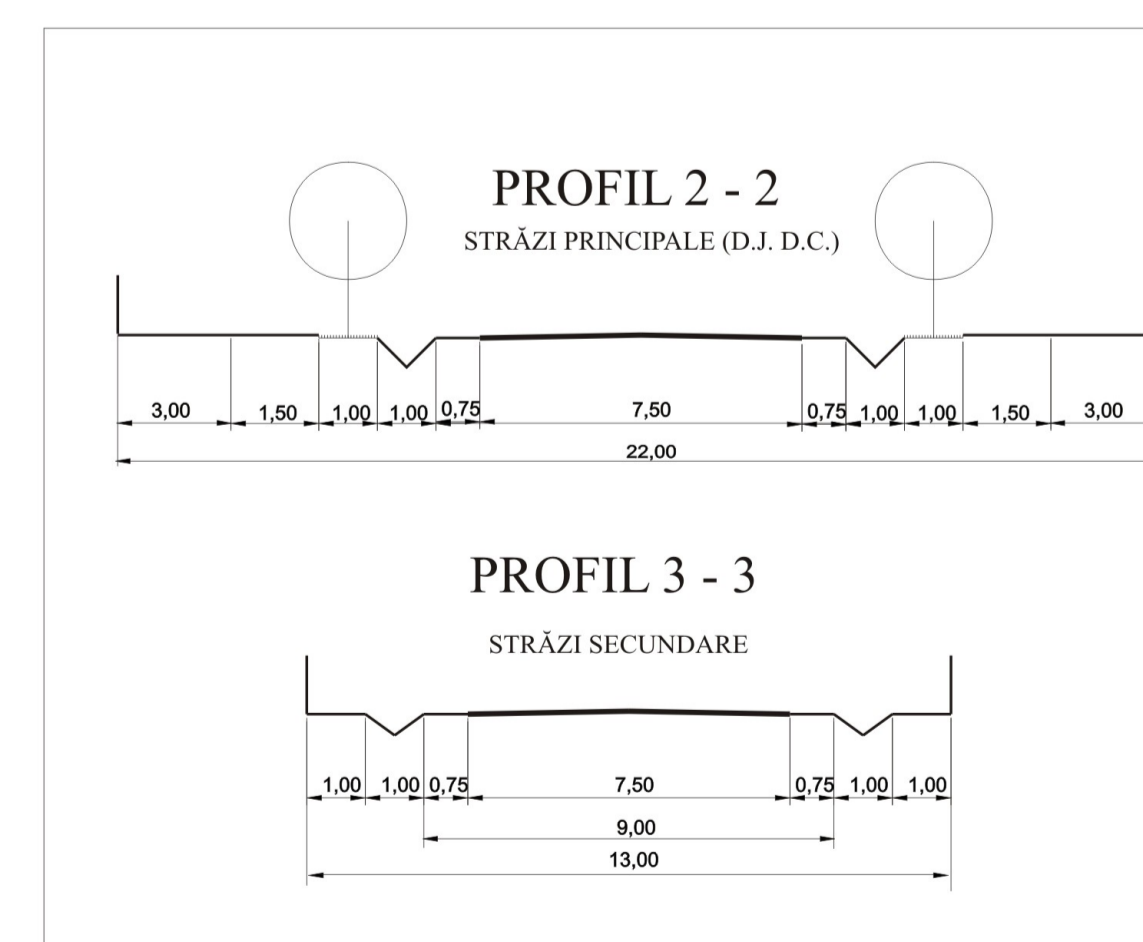 PROFIL 2 - 2
STRĂZI PRINCIPALE (D.J. D.C.)
3,00 1,50 1,00 1,00 0,75 7,50 0,75 1,00 1,00 1,50 3,00
22,00
PROFIL 3 - 3
STRĂZI SECUNDARE
1,00 1,00 0,75 7,50 0,75 1,00 1,00
9,00
13,00